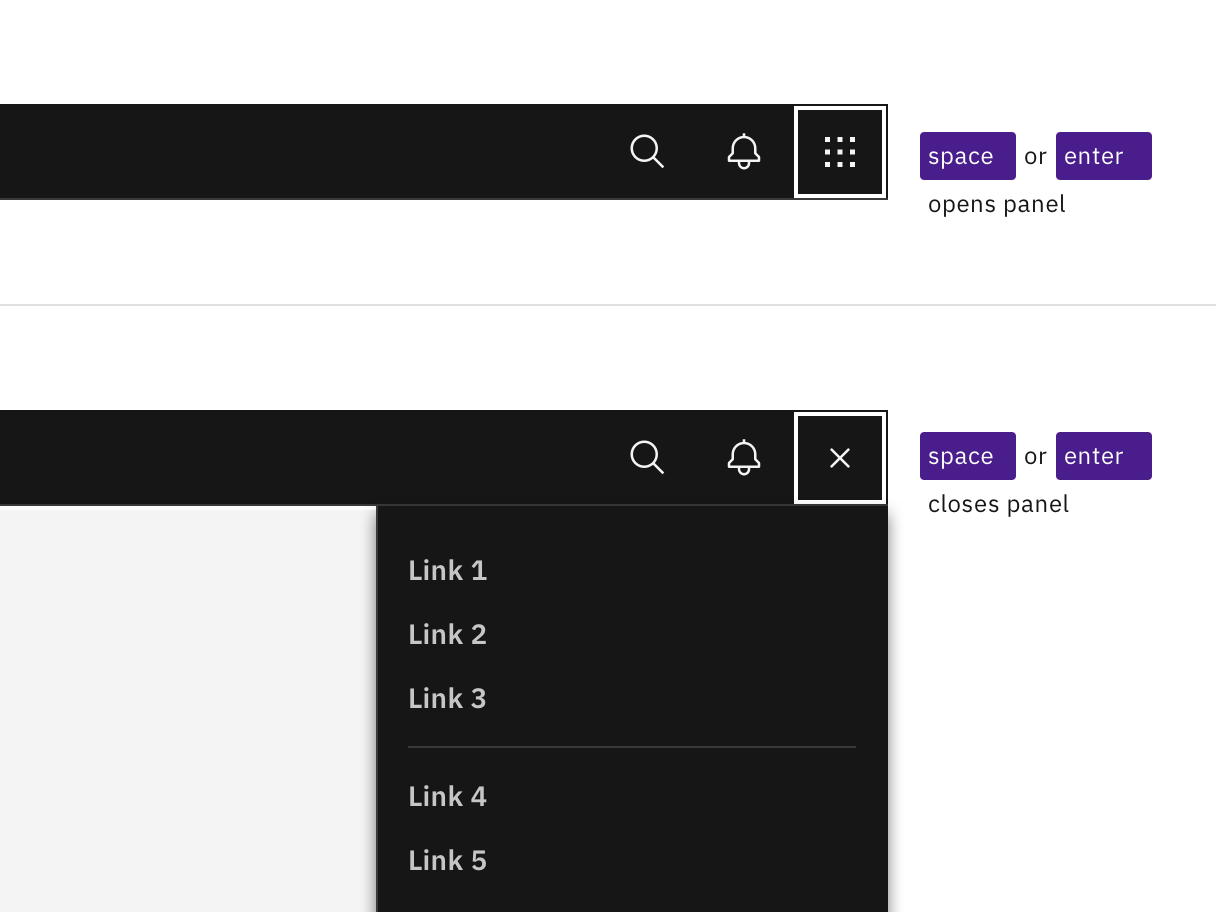 space or enter
opens panel
space or enter
closes panel
Link 1
Link 2
Link 3
Link 4
Link 5